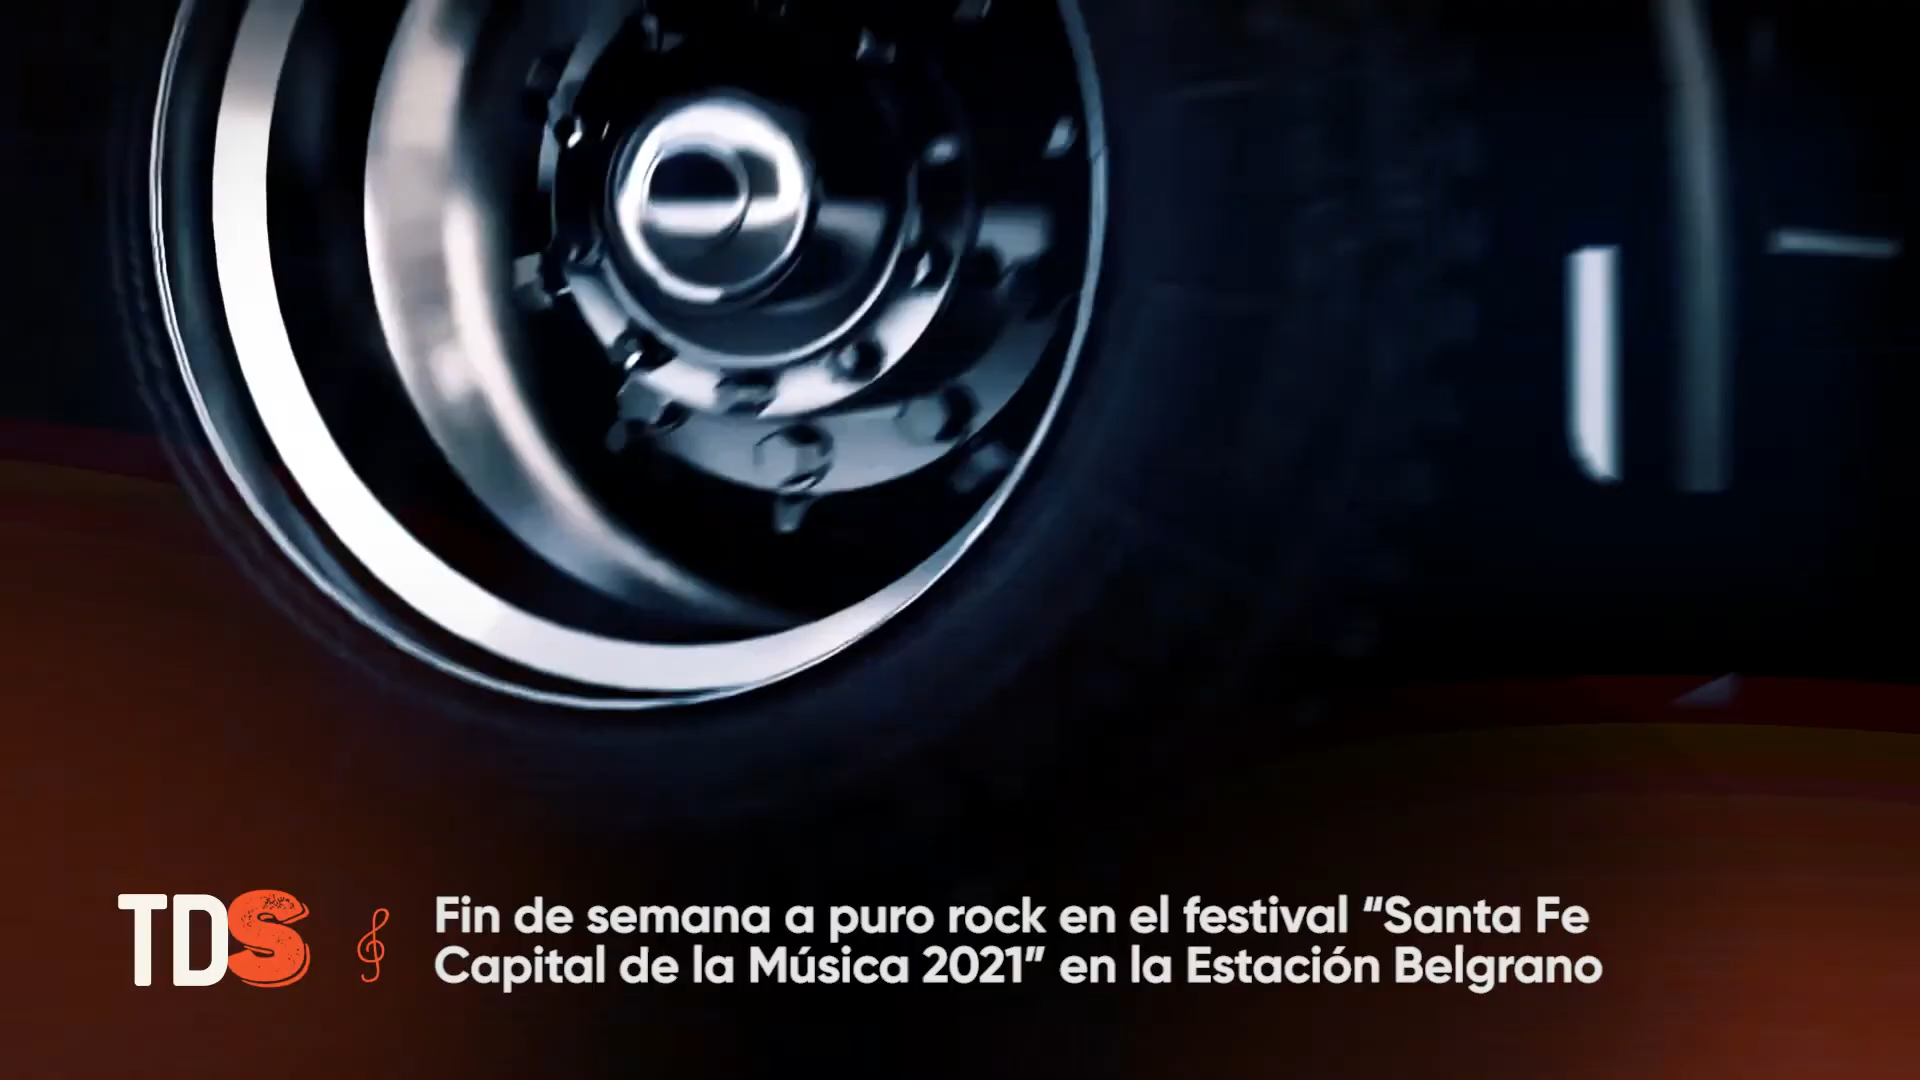 TDS
Fin de semana a puro rock en el festival “Santa Fe
Capital de la Música 2021” en la Estación Belgrano